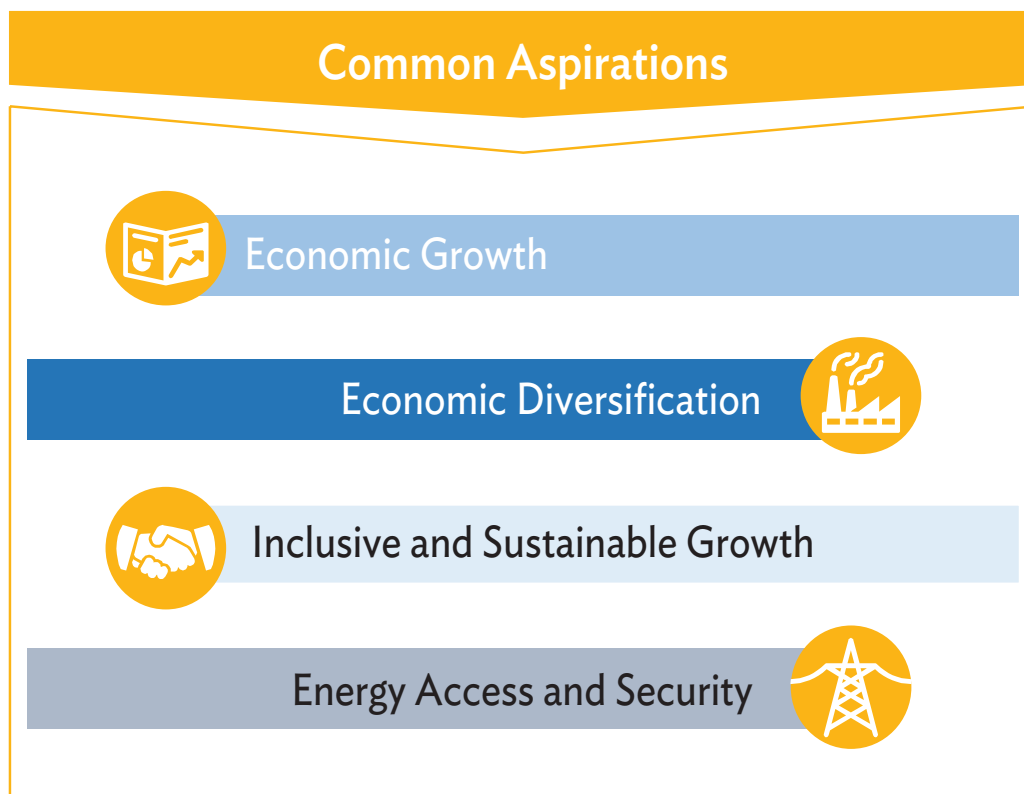 Common Aspirations
Economic Growth
Economic Diversification
Inclusive and Sustainable Growth
Energy Access and Security